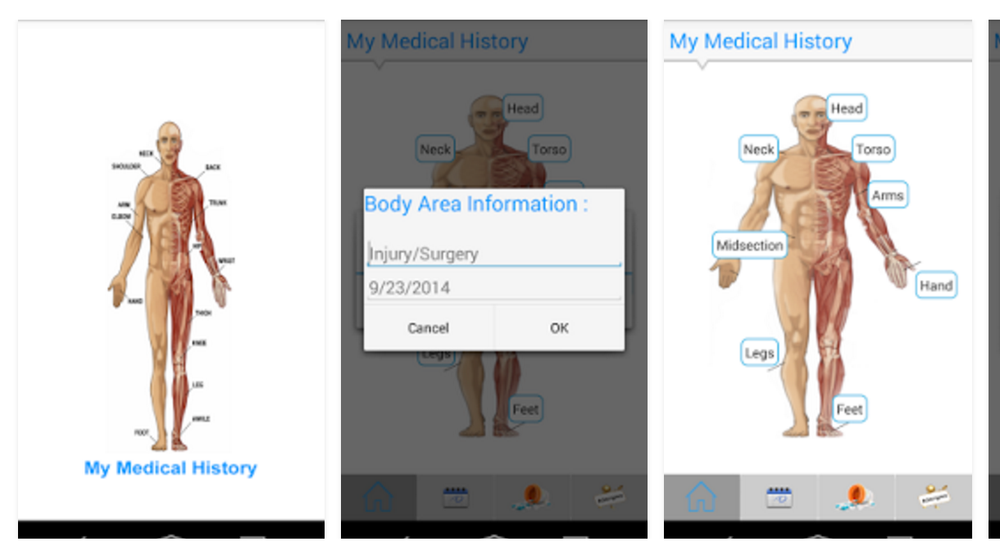 NECK
SHOULDER
BACK
ARM
TRUNK
ELBOW
WRIST
HAND
THIGH
KNEE
LEG
ANKLE
FOOT
My Medical History
My Medical History
Head
Neck
Torso
Body Area Information :
Injury/Surgery
9/23/2014
Cancel
OK
Legs
Feet
My Medical History
Head
Neck
Torso
Arms
Midsection
Hand
Legs
Feet